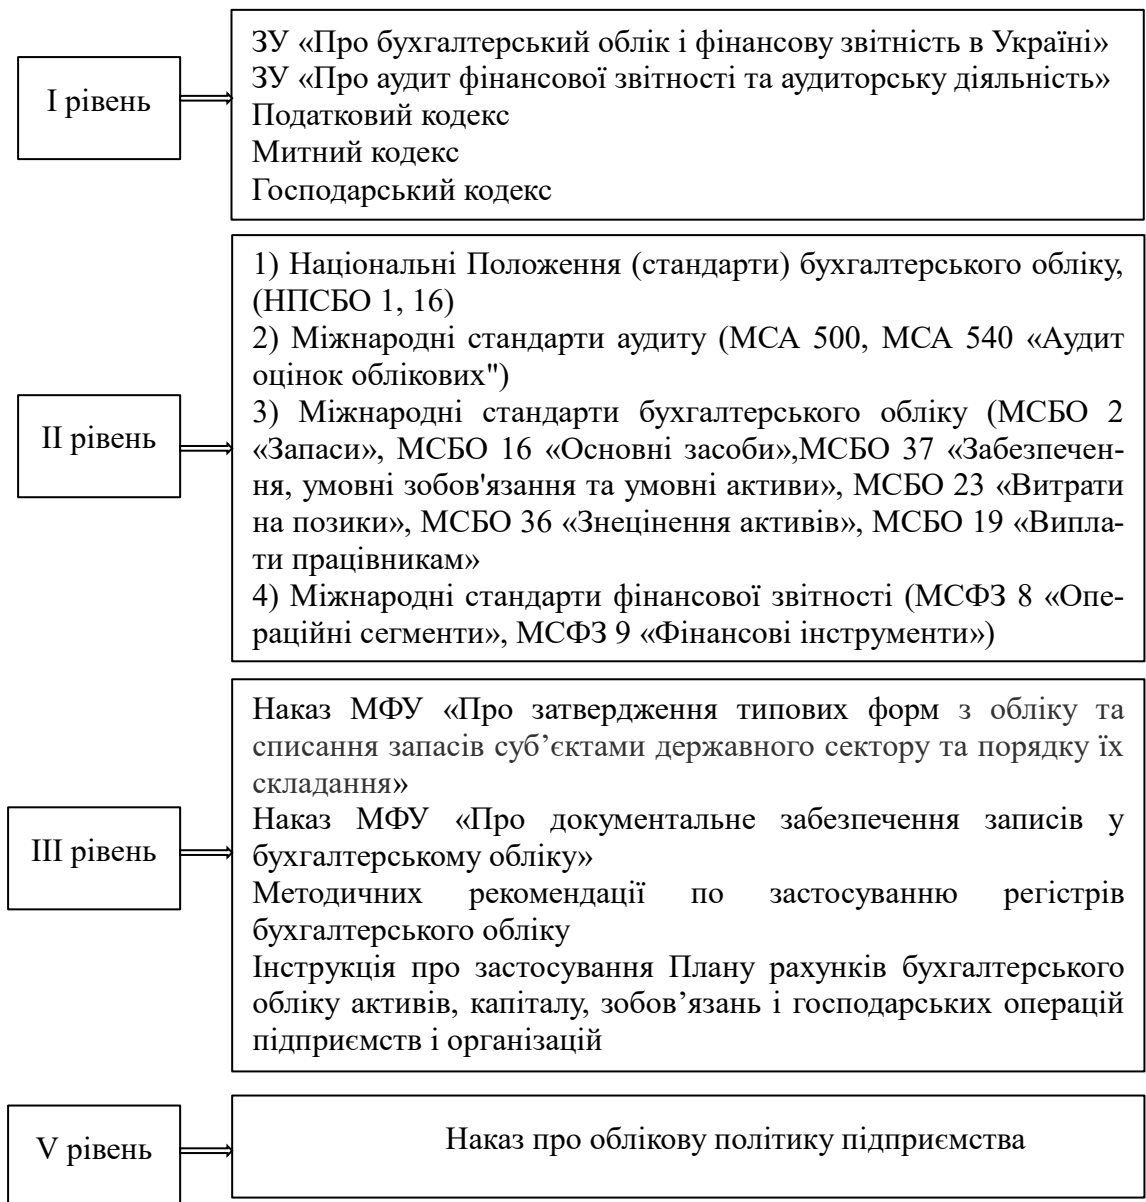 I рівень
ЗУ «Про бухгалтерський облік і фінансову звітність в Україні»
ЗУ «Про аудит фінансової звітності та аудиторську діяльність»
Податковий кодекс
Митний кодекс
Господарський кодекс
II рівень
1) Національні Положення (стандарти) бухгалтерського обліку,
(НПСБО 1, 16)
2) Міжнародні стандарти аудиту (МСА 500, МСА 540 «Аудит
оцінок облікових")
3) Міжнародні стандарти бухгалтерського обліку (МСБО 2
«Запаси», МСБО 16 «Основні засоби»,МСБО 37 «Забезпечен-
ня, умовні зобов'язання та умовні активи», МСБО 23 «Витрати
на позики», МСБО 36 «Знецінення активів», МСБО 19 «Випла-
ти працівникам»
4) Міжнародні стандарти фінансової звітності (МСФЗ 8 «Опе-
раційні сегменти», МСФЗ 9 «Фінансові інструменти»)
III рівень
Наказ МФУ «Про затвердження типових форм з обліку та
списання запасів суб’єктами державного сектору та порядку їх
складання»
Наказ МФУ «Про документальне забезпечення записів у
бухгалтерському обліку»
Методичних рекомендації по застосуванню регістрів
бухгалтерського обліку
Інструкція про застосування Плану рахунків бухгалтерського
обліку активів, капіталу, зобов’язань і господарських операцій
підприємств і організацій
V рівень
Наказ про облікову політику підприємства